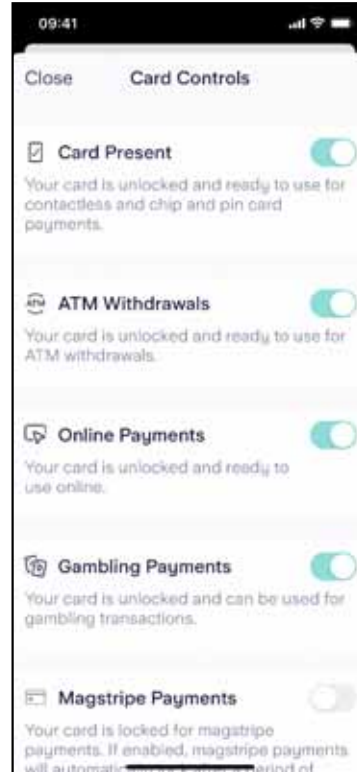 09:41
Close Card Controls
Card Present
Your card is unlocked and ready to use for
contactless and chip and pin card
payments.
ATM Withdrawals
Your card is unlocked and ready to use for
ATM withdrawals.
Online Payments
Your card is unlocked and ready to
use online.
Gambling Payments
Your card is unlocked and can be used for
gambling transactions.
Magstripe Payments
Your card is locked for magstripe
payments. If enabled, magstripe payments
will period of